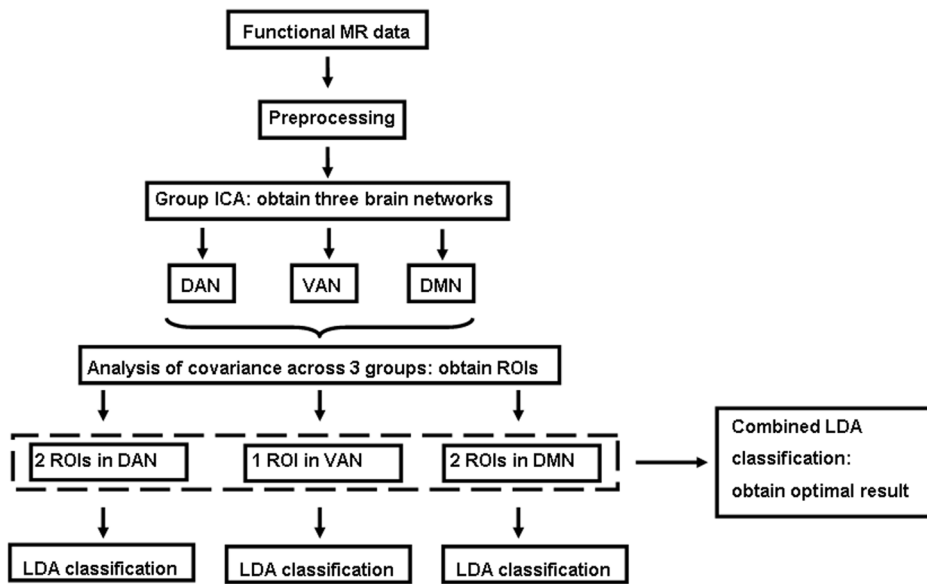 Functional MR data
Preprocessing
Group ICA: obtain three brain networks
DAN
VAN
DMN
Analysis of covariance across 3 groups: obtain ROIs
2 ROIs in DAN
1 ROI in VAN
2 ROIs in DMN
Combined LDA
classification:
obtain optimal result
LDA classification
LDA classification
LDA classification